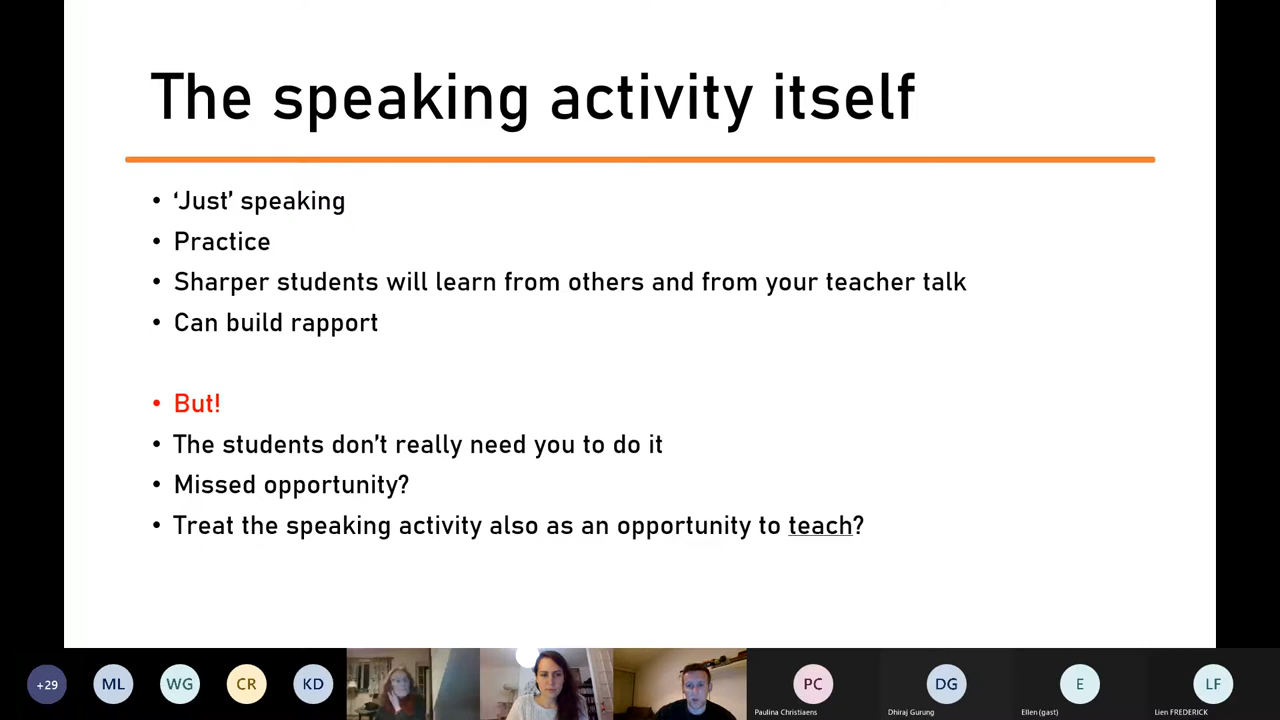 The speaking activity itself
• ‘Just’ speaking
• Practice
• Sharper students will learn from others and from your teacher talk
• Can build rapport
• But!
• The students don’t really need you to do it
• Missed opportunity?
• Treat the speaking activity also as an opportunity to teach?
+29
ML
WG
CR
KD
PC
DG
E
LF
Paulina Christiaens
Dhiraj Gurung
Ellen (gast)
Lien FREDERICK